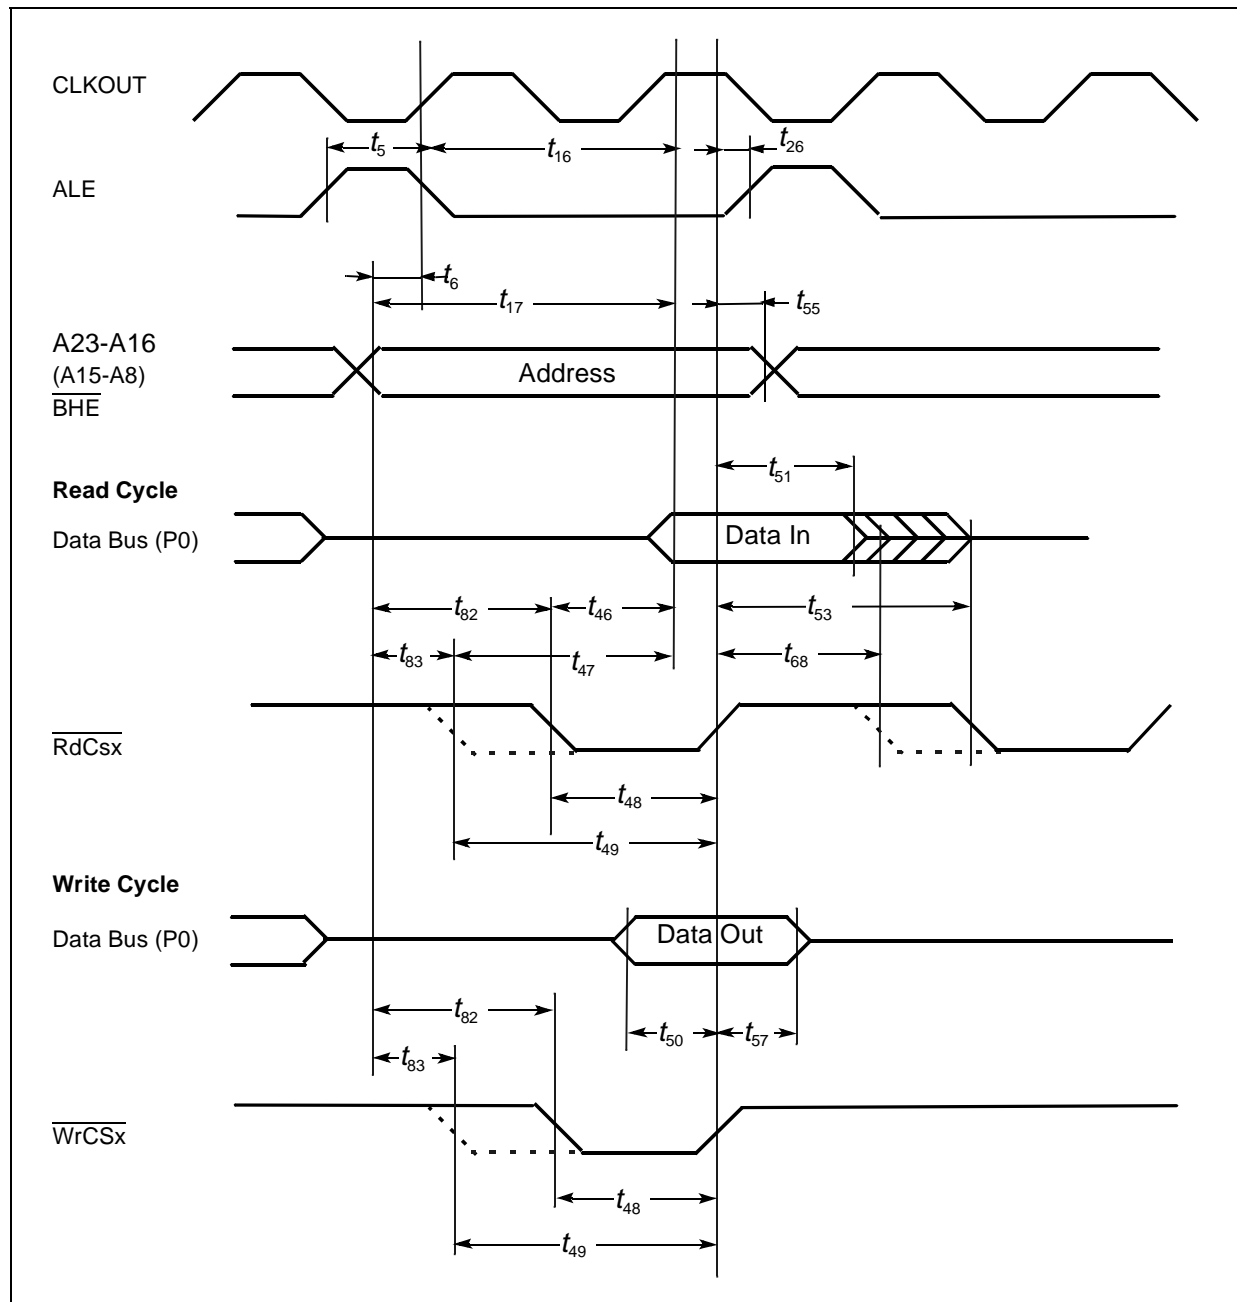 CLKOUT
t5
t16
t26
ALE
t6
t17
t55
A23-A16
(A15-A8)
BHE
Address
t51
Read Cycle
Data Bus (P0)
Data In
t82
t46
t53
t83
t47
t68
RdCsx
t48
t49
Write Cycle
Data Bus (P0)
Data Out
t82
t50
t57
t83
WrCSx
t48
t49